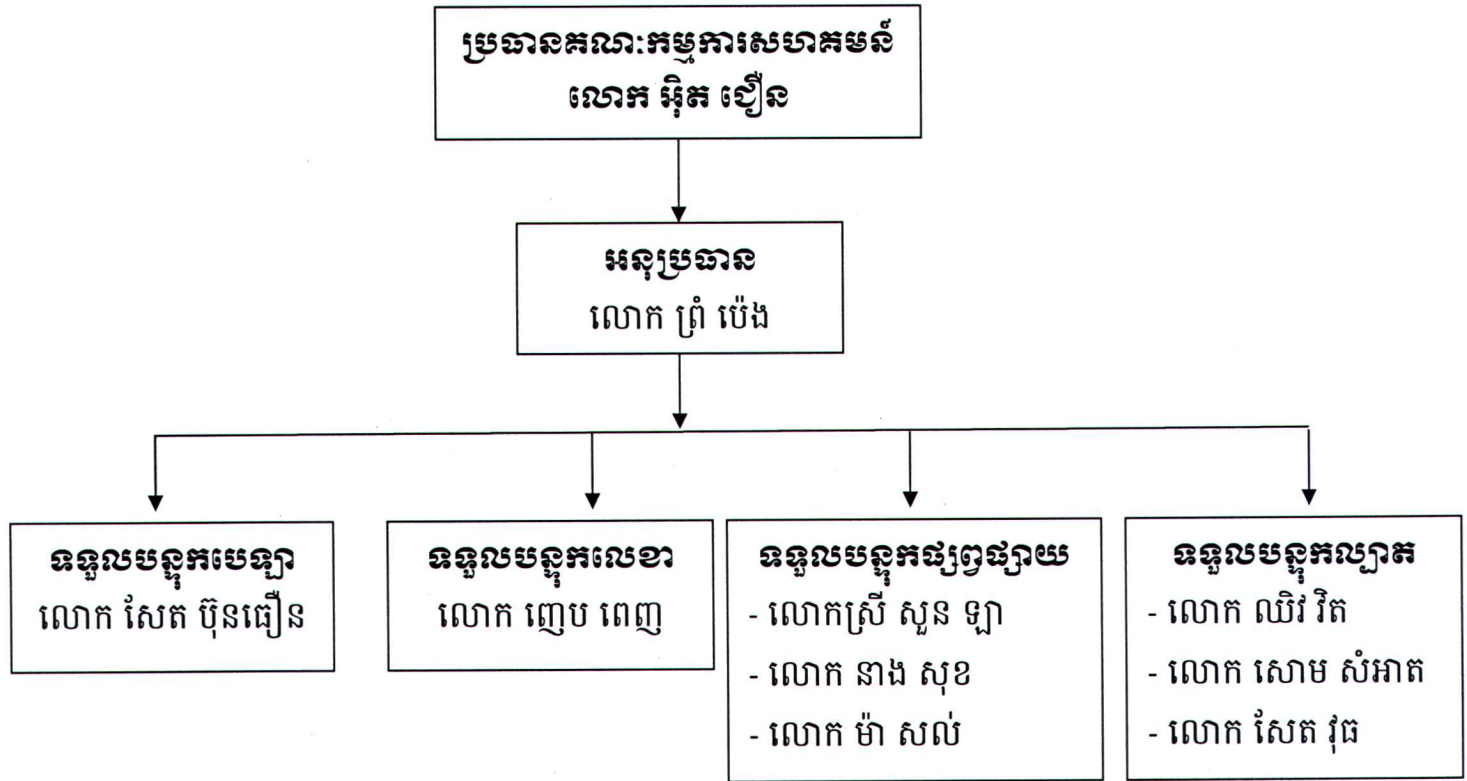 ប្រធានគណៈកម្មការសហគមន៍
លោក អ៊ិត ជឿន
អនុប្រធាន
លោក ព្រំ ប៉េង
ទទួលបន្ទុកបេឡា
លោក សែត ប៊ុនធឿន
ទទួលបន្ទុកលេខា
លោក ញេប ពេញ
ទទួលបន្ទុកផ្សព្វផ្សាយ
- លោកស្រី សួន ឡា
- លោក នាង សុខ
- លោក ម៉ា សល់
ទទួលបន្ទុកល្បាត
- លោក ឈិវ វិត
- លោក សោម សំអាត
- លោក សែត វុធ